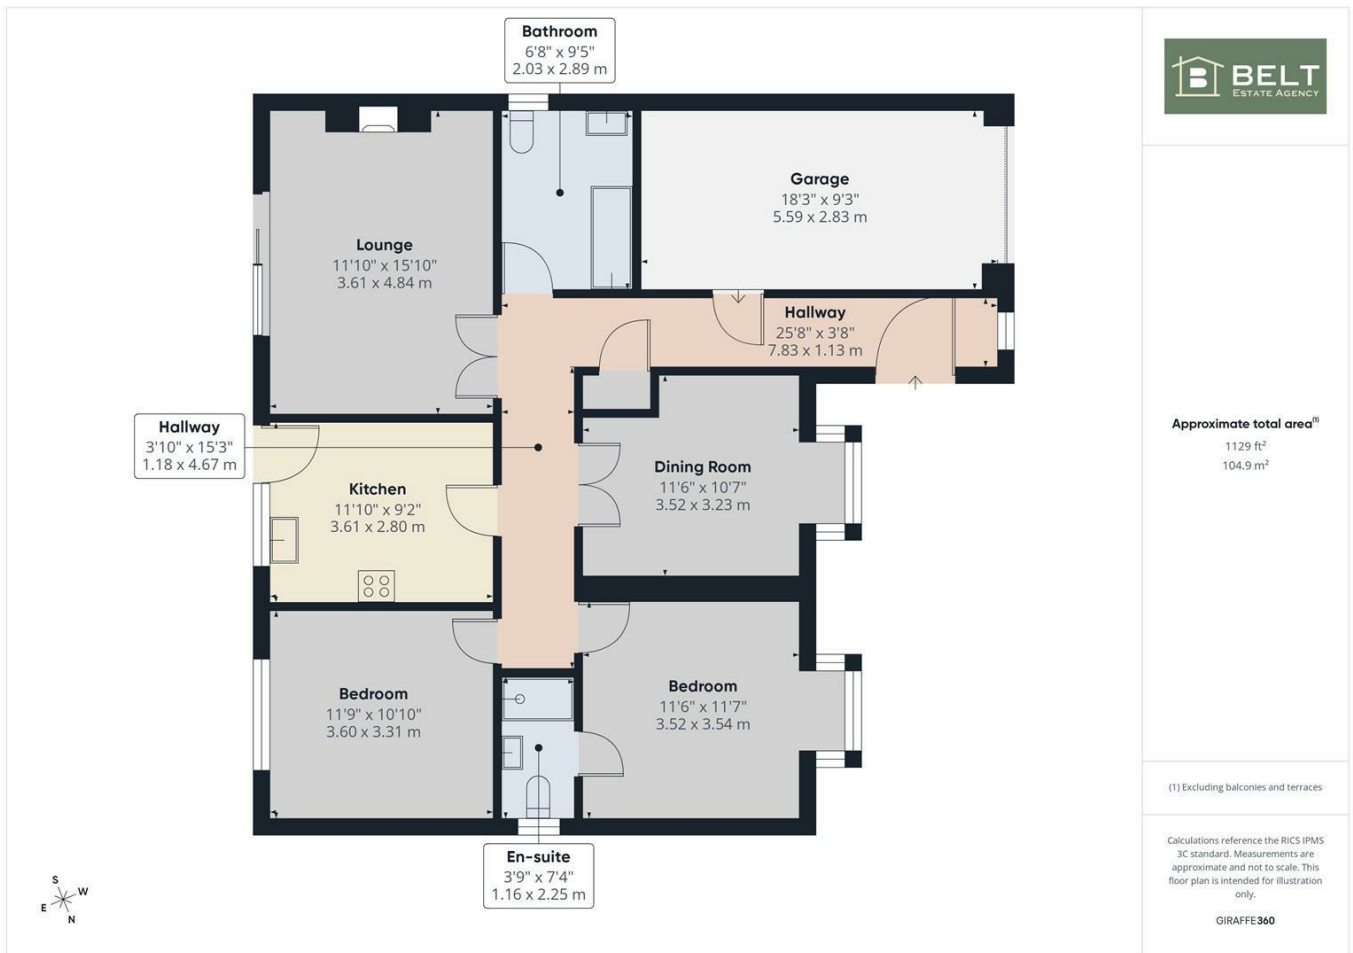 Bathroom
6'8" x 9'5"
2.03 x 2.89 m
Garage
18'3" x 9'3"
5.59 x 2.83 m
Lounge
11'10" x 15'10"
3.61 x 4.84 m
Hallway
25'8" x 3'8"
7.83 x 1.13 m
Hallway
3'10" x 15'3"
1.18 x 4.67 m
Kitchen
11'10" x 9'2"
3.61 x 2.80 m
Dining Room
11'6" x 10'7"
3.52 x 3.23 m
Bedroom
11'9" x 10'10"
3.60 x 3.31 m
Bedroom
11'6" x 11'7"
3.52 x 3.54 m
En-suite
3'9" x 7'4"
1.16 x 2.25 m
S
W
E
N
B BELT
ESTATE AGENCY
Approximate total area(1)
1129 ft²
104.9 m²
(1) Excluding balconies and terraces
Calculations reference the RICS IPMS
3C standard. Measurements are
approximate and not to scale. This
floor plan is intended for illustration
only.
GIRAFFE360